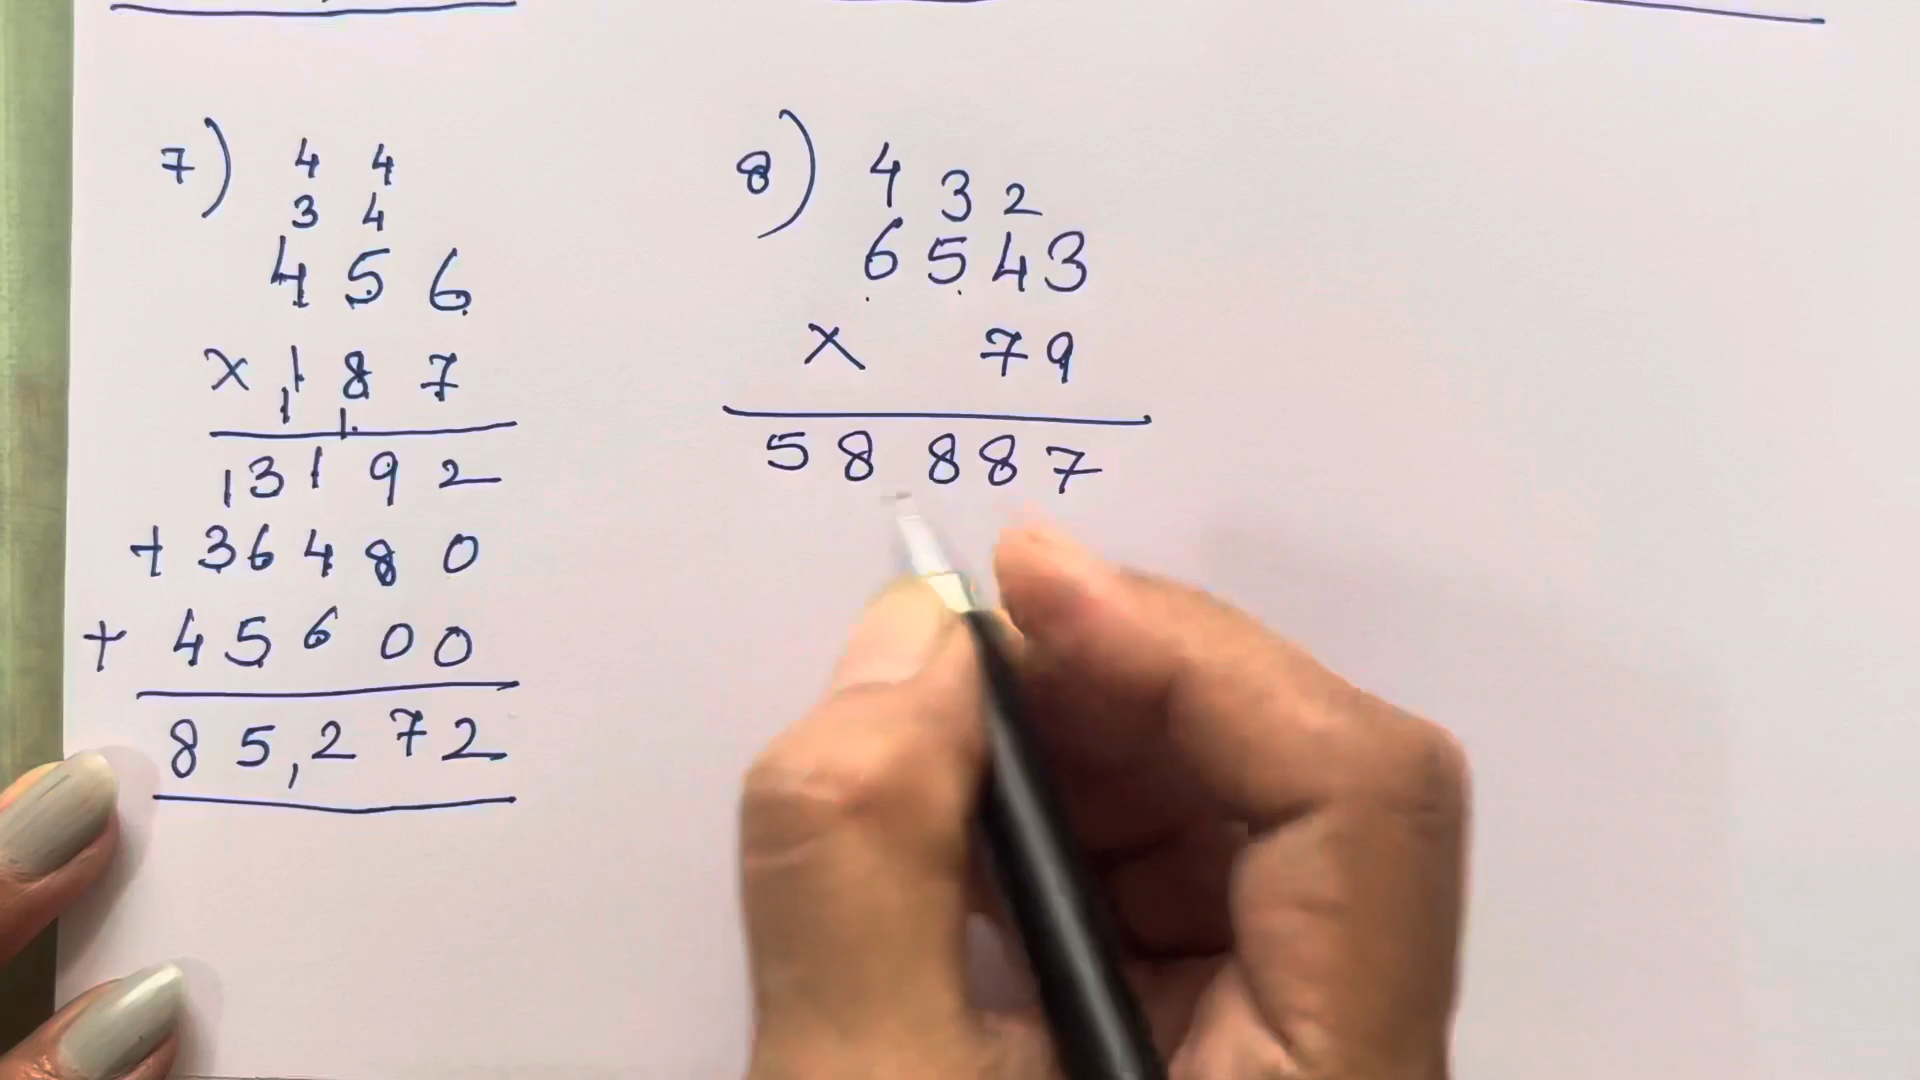 7) 4 4
3 4
4 5 6
x 1 8 7
1 1
1 3 1 9 2
+ 3 6 4 8 0
+ 4 5 6 0 0
8 5, 2 7 2
8) 4 3 2
6 5 4 3
x 7 9
5 8 8 8 7